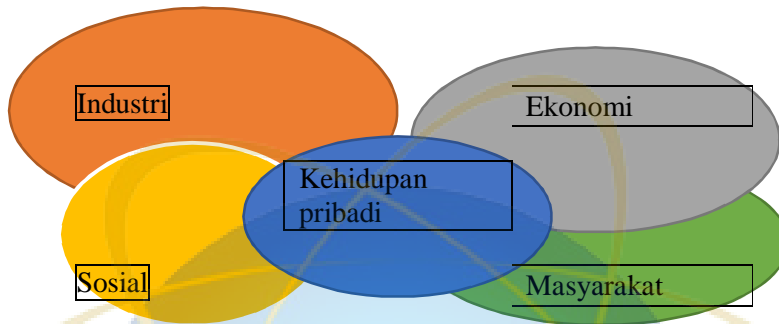 Industri
Ekonomi
Kehidupan
pribadi
Sosial
Masyarakat